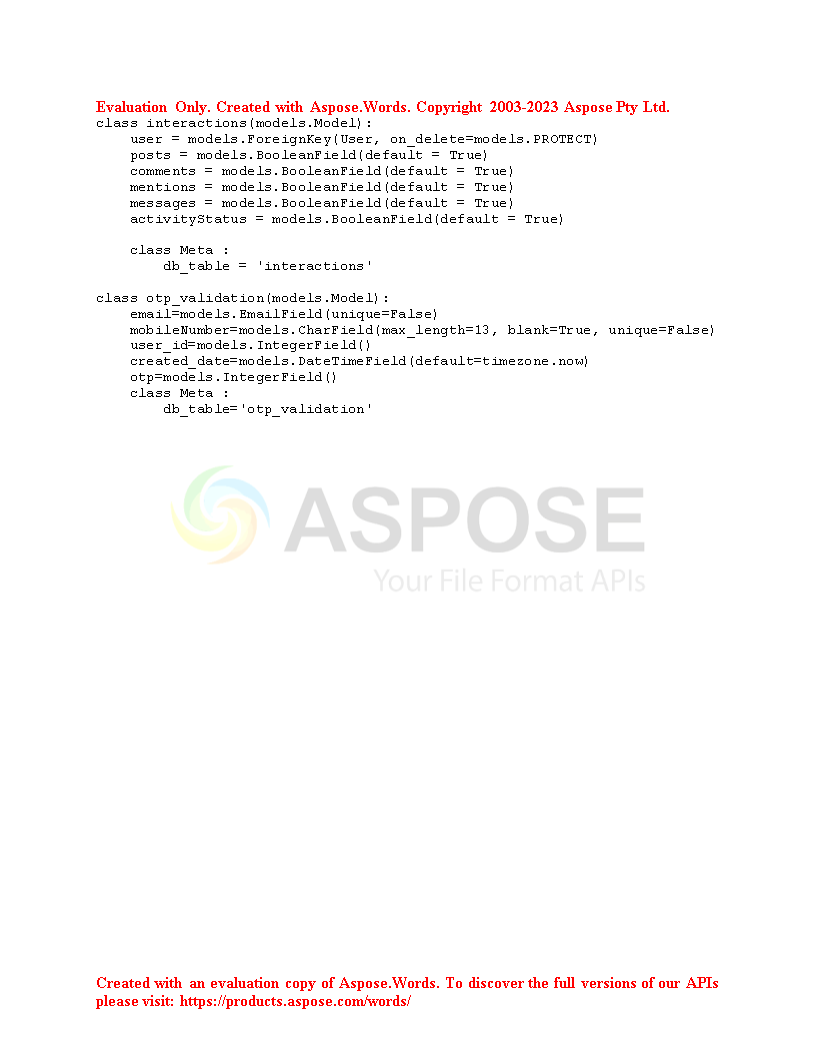 Evaluation Only. Created with Aspose.Words. Copyright 2003-2023 Aspose Pty Ltd.
class interactions(models.Model):
    user = models.ForeignKey(User, on_delete=models.PROTECT)
    posts = models.BooleanField(default = True)
    comments = models.BooleanField(default = True)
    mentions = models.BooleanField(default = True)
    messages = models.BooleanField(default = True)
    activityStatus = models.BooleanField(default = True)
    class Meta :
        db_table = 'interactions'
class otp_validation(models.Model):
    email=models.EmailField(unique=False)
    mobileNumber=models.CharField(max_length=13, blank=True, unique=False)
    user_id=models.IntegerField()
    created_date=models.DateTimeField(default=timezone.now)
    otp=models.IntegerField()
    class Meta :
        db_table='otp_validation'
ASPOSE
Your File Format APIs
Created with an evaluation copy of Aspose.Words. To discover the full versions of our APIs
please visit: https://products.aspose.com/words/